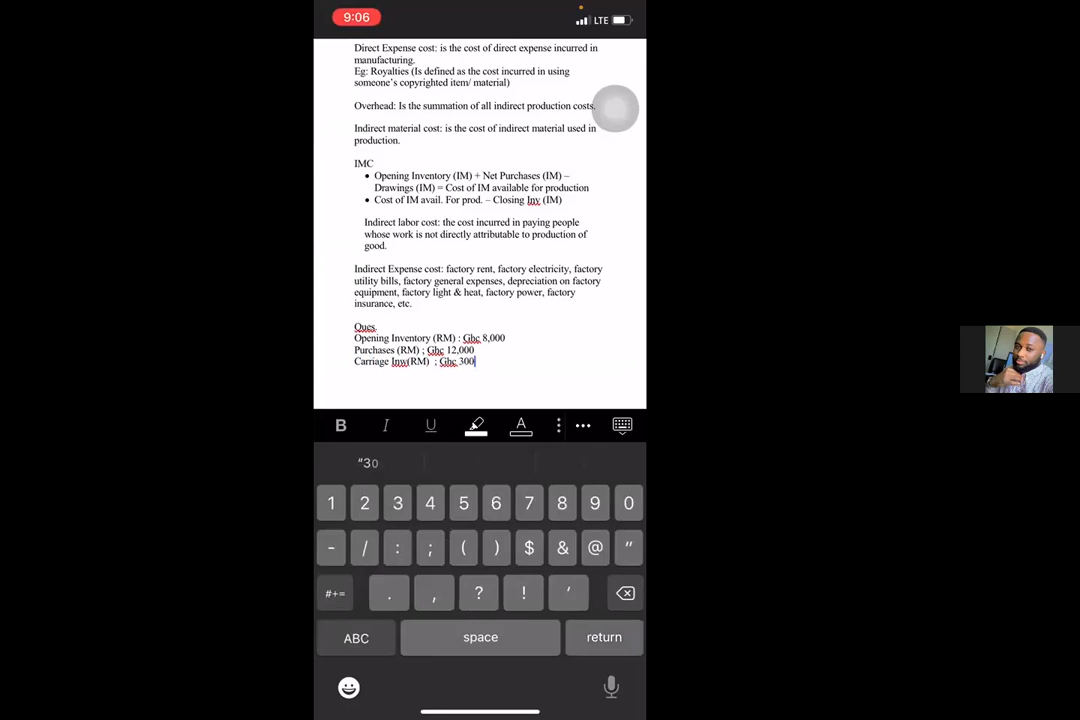 9:06
LTE
Direct Expense cost: is the cost of direct expense incurred in
manufacturing.
Eg: Royalties (Is defined as the cost incurred in using
someone's copyrighted item/ material)
Overhead: Is the summation of all indirect production costs.
Indirect material cost: is the cost of indirect material used in
production.
IMC
• Opening Inventory (IM) + Net Purchases (IM) –
Drawings (IM) = Cost of IM available for production
• Cost of IM avail. For prod. – Closing Inv (IM)
Indirect labor cost: the cost incurred in paying people
whose work is not directly attributable to production of
good.
Indirect Expense cost: factory rent, factory electricity, factory
utility bills, factory general expenses, depreciation on factory
equipment, factory light & heat, factory power, factory
insurance, etc.
Ques.
Opening Inventory (RM) : Ghc 8,000
Purchases (RM) ; Ghc 12,000
Carriage Inw(RM) ; Ghc 300
B I U A
“30
1 2 3 4 5 6 7 8 9 0
- / : ; ( ) $ & @ "
#+= . , ? ! '
ABC space return